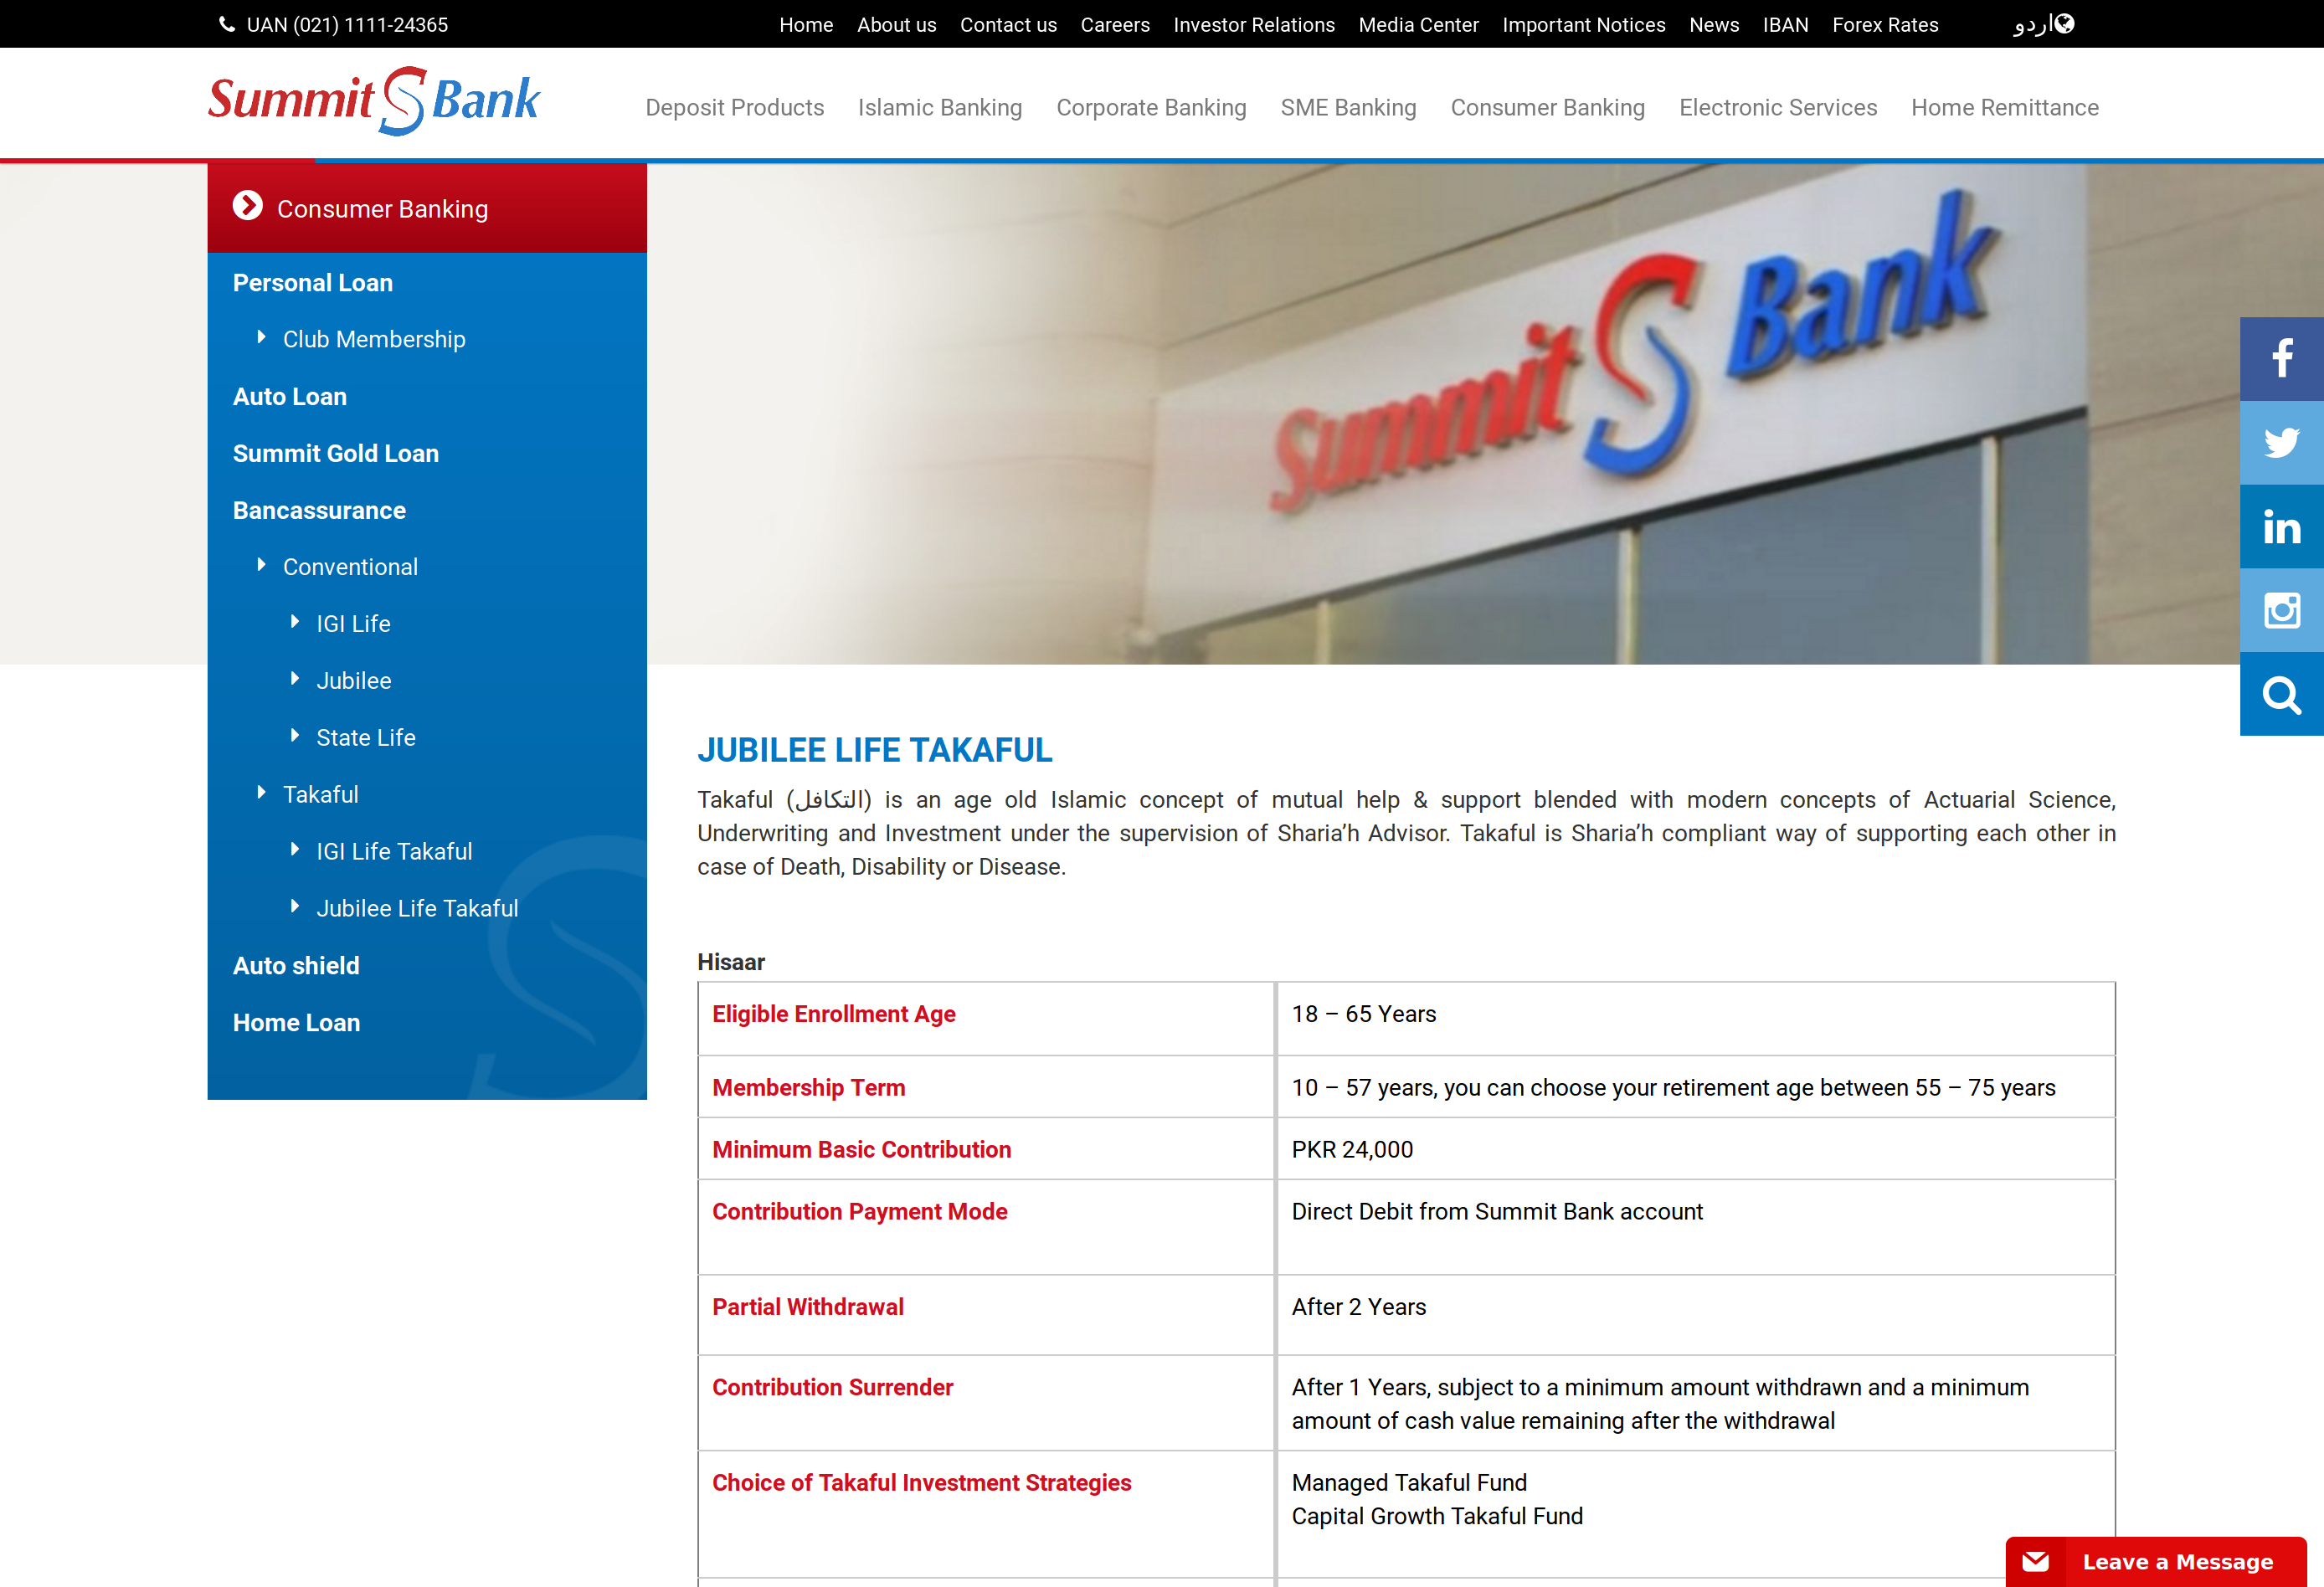 UAN (021) 1111-24365
Home About us Contact us Careers Investor Relations Media Center Important Notices News IBAN Forex Rates اردو
Summit S Bank
Deposit Products Islamic Banking Corporate Banking SME Banking Consumer Banking Electronic Services Home Remittance
Consumer Banking
Personal Loan
Club Membership
Auto Loan
Summit Gold Loan
Bancassurance
Conventional
IGI Life
Jubilee
State Life
Takaful
IGI Life Takaful
Jubilee Life Takaful
Auto shield
Home Loan
Summit S Bank
JUBILEE LIFE TAKAFUL
Takaful (التكافل) is an age old Islamic concept of mutual help & support blended with modern concepts of Actuarial Science,
Underwriting and Investment under the supervision of Sharia’h Advisor. Takaful is Sharia’h compliant way of supporting each other in
case of Death, Disability or Disease.
Hisaar
Eligible Enrollment Age 18 – 65 Years
Membership Term 10 – 57 years, you can choose your retirement age between 55 – 75 years
Minimum Basic Contribution PKR 24,000
Contribution Payment Mode Direct Debit from Summit Bank account
Partial Withdrawal After 2 Years
Contribution Surrender After 1 Years, subject to a minimum amount withdrawn and a minimum
amount of cash value remaining after the withdrawal
Choice of Takaful Investment Strategies Managed Takaful Fund
Capital Growth Takaful Fund
Leave a Message